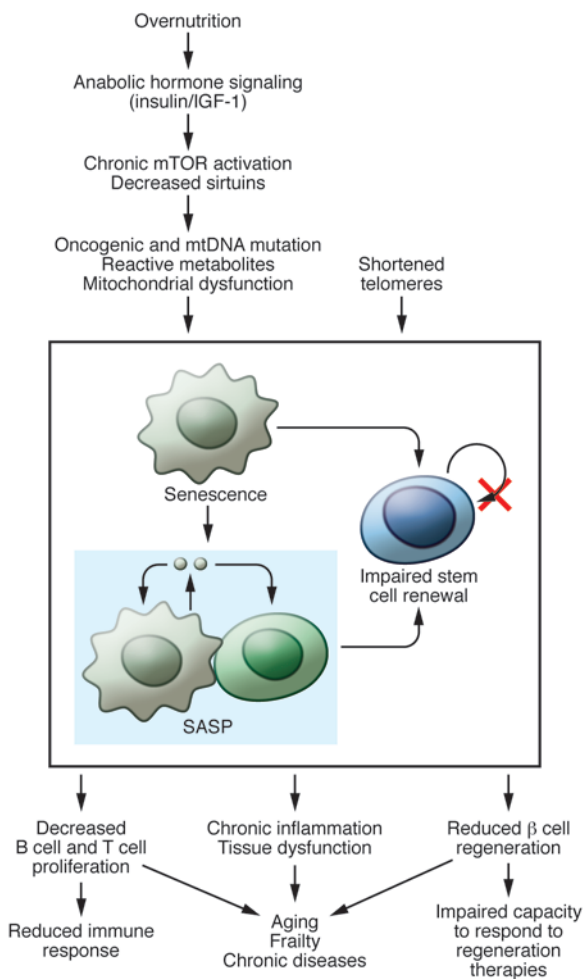 Overnutrition
Anabolic hormone signaling
(insulin/IGF-1)
Chronic mTOR activation
Decreased sirtuins
Oncogenic and mtDNA mutation
Reactive metabolites
Mitochondrial dysfunction
Shortened
telomeres
Senescence
Impaired stem
cell renewal
SASP
Decreased
B cell and T cell
proliferation
Chronic inflammation
Tissue dysfunction
Reduced β cell
regeneration
Reduced immune
response
Aging
Frailty
Chronic diseases
Impaired capacity
to respond to
regeneration
therapies